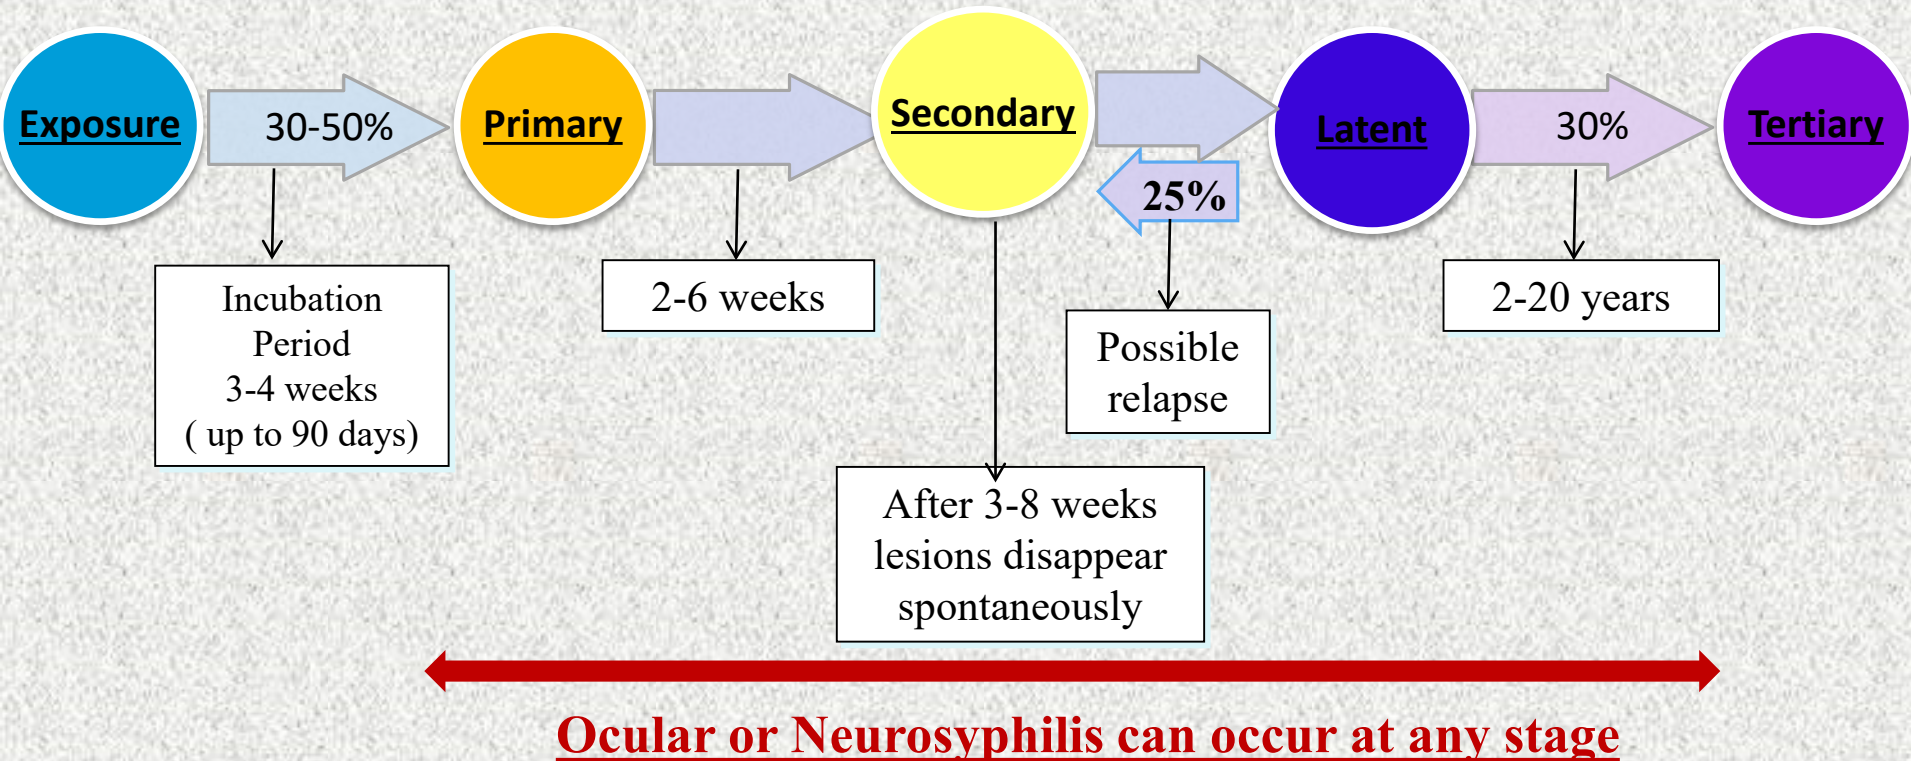 Exposure
30-50%
Primary
Secondary
25%
Latent
30%
Tertiary
Incubation
Period
3-4 weeks
( up to 90 days)
2-6 weeks
After 3-8 weeks
lesions disappear
spontaneously
Possible
relapse
2-20 years
Ocular or Neurosyphilis can occur at any stage